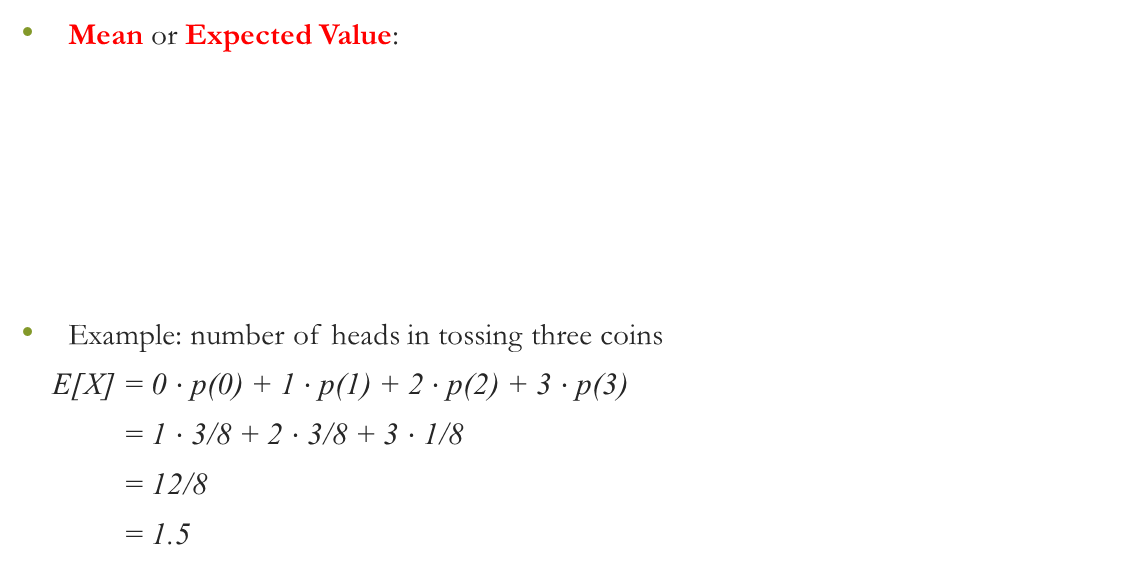 • Mean or Expected Value:
• Example: number of heads in tossing three coins
E[X] = 0 · p(0) + 1 · p(1) + 2 · p(2) + 3 · p(3)
= 1 · 3/8 + 2 · 3/8 + 3 · 1/8
= 12/8
= 1.5